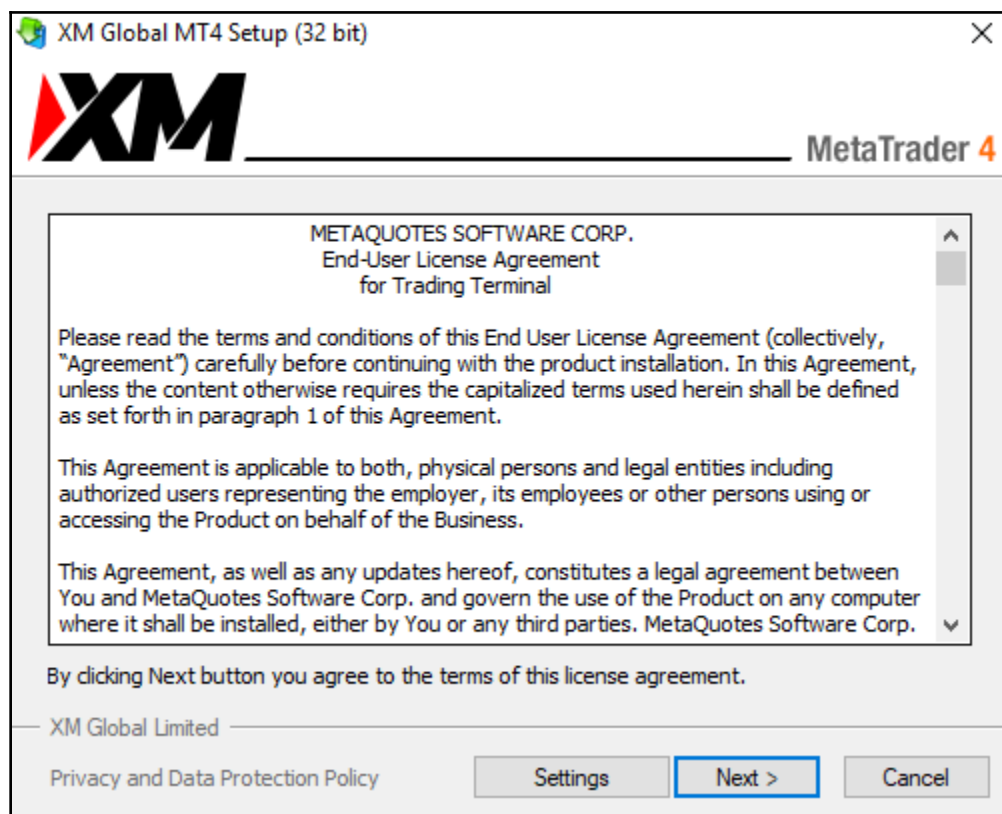 XM Global MT4 Setup (32 bit)
XM
MetaTrader 4
METAQUOTES SOFTWARE CORP.
End-User License Agreement
for Trading Terminal
Please read the terms and conditions of this End User License Agreement (collectively,
“Agreement”) carefully before continuing with the product installation. In this Agreement,
unless the content otherwise requires the capitalized terms used herein shall be defined
as set forth in paragraph 1 of this Agreement.
This Agreement is applicable to both, physical persons and legal entities including
authorized users representing the employer, its employees or other persons using or
accessing the Product on behalf of the Business.
This Agreement, as well as any updates hereof, constitutes a legal agreement between
You and MetaQuotes Software Corp. and govern the use of the Product on any computer
where it shall be installed, either by You or any third parties. MetaQuotes Software Corp.
By clicking Next button you agree to the terms of this license agreement.
XM Global Limited
Privacy and Data Protection Policy
Settings
Next >
Cancel